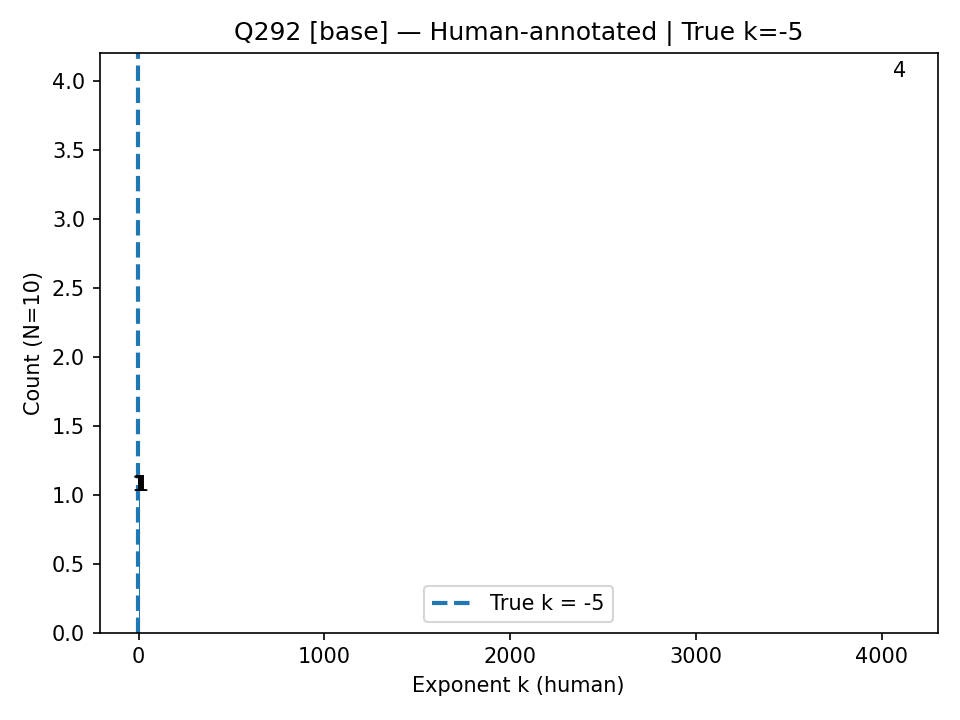 Q292 [base] — Human-annotated | True k=-5
4
4.0
3.5
3.0
2.5
2.0
1.5
1.0
0.5
0.0
1
Count (N=10)
True k = -5
0 1000 2000 3000 4000
Exponent k (human)